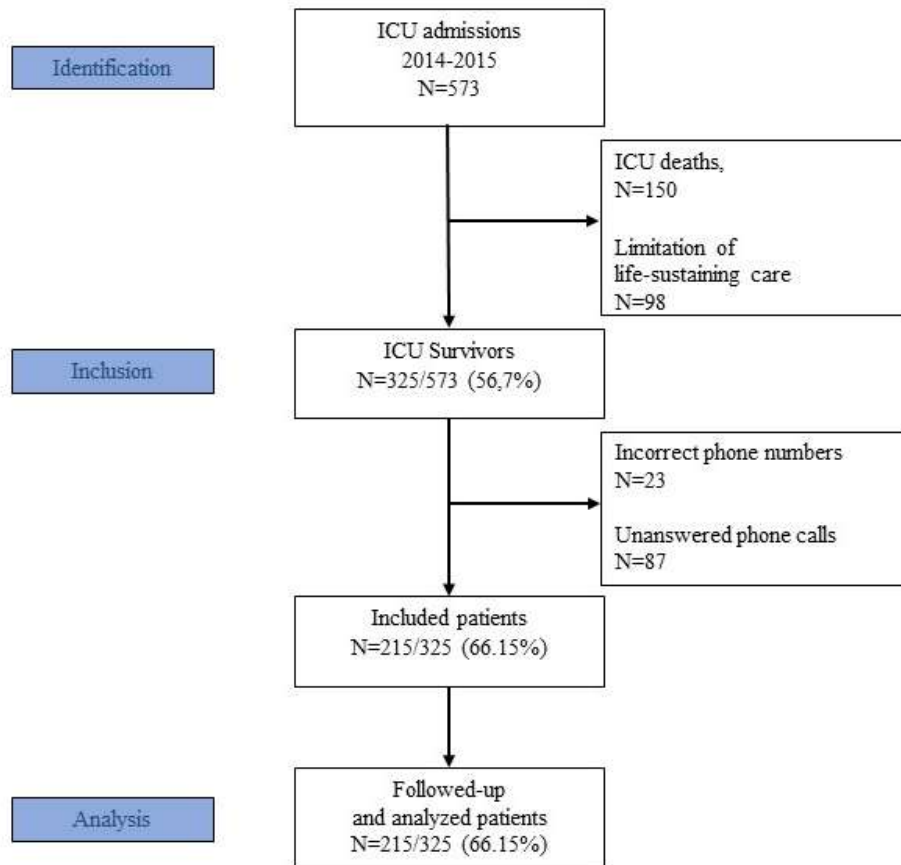 ICU admissions
2014-2015
N=573
Identification
ICU deaths,
N=150
Limitation of
life-sustaining care
N=98
ICU Survivors
N=325/573 (56,7%)
Inclusion
Incorrect phone numbers
N=23
Unanswered phone calls
N=87
Included patients
N=215/325 (66.15%)
Followed-up
and analyzed patients
N=215/325 (66.15%)
Analysis